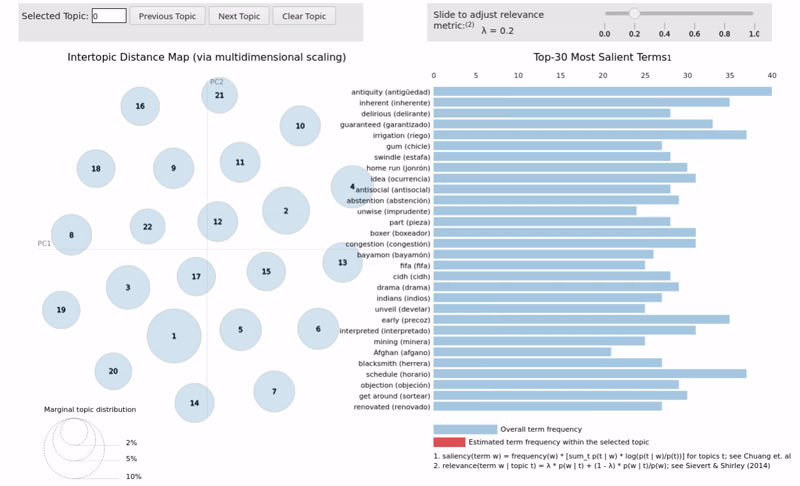 Selected Topic: 0 Previous Topic Next Topic Clear Topic
Slide to adjust relevance
metric:(2) λ = 0.2
0.0 0.2 0.4 0.6 0.8 1.0
Intertopic Distance Map (via multidimensional scaling)
PC2
PC1
21
16
10
11
9
18
4
2
12
22
8
13
15
17
3
19
6
5
1
20
7
14
Marginal topic distribution
2%
5%
10%
Top-30 Most Salient Terms1
0 5 10 15 20 25 30 35 40
antiquity (antigüedad)
inherent (inherente)
delirious (delirante)
guaranteed (garantizado)
irrigation (riego)
gum (chicle)
swindle (estafa)
home run (jonrón)
idea (ocurrencia)
antisocial (antisocial)
abstention (abstención)
unwise (imprudente)
part (pieza)
boxer (boxeador)
congestion (congestión)
bayamon (bayamón)
fifa (fifa)
cidh (cidh)
drama (drama)
indians (indios)
unveil (develar)
early (precoz)
interpreted (interpretado)
mining (minera)
Afghan (afgano)
blacksmith (herrera)
schedule (horario)
objection (objeción)
get around (sortear)
renovated (renovado)
Overall term frequency
Estimated term frequency within the selected topic
1. saliency(term w) = frequency(w) * [sum_t p(t | w) * log(p(t | w)/p(t))] for topics t; see Chuang et. al
2. relevance(term w | topic t) = λ * p(w | t) + (1 - λ) * p(w | t)/p(w); see Sievert & Shirley (2014)